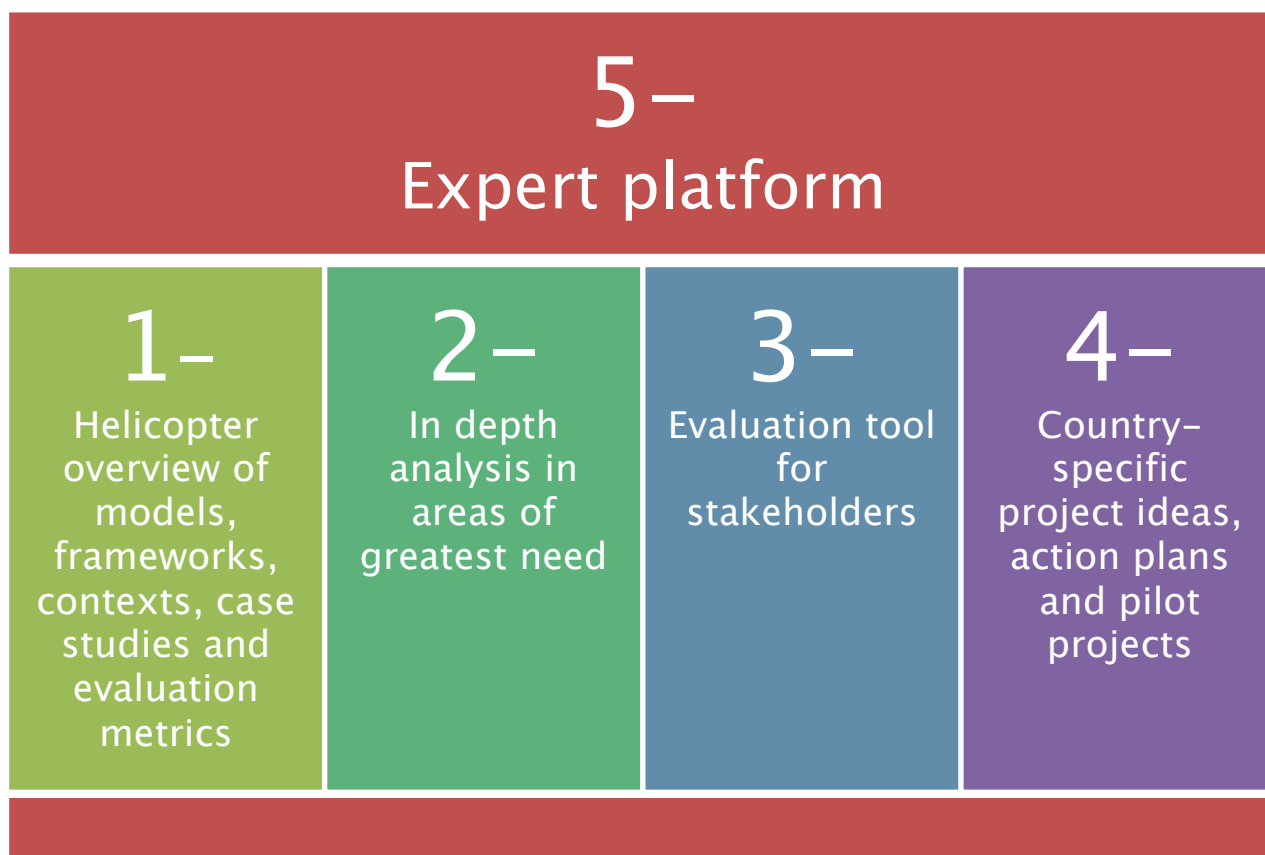 5–
Expert platform
1–
Helicopter
overview of
models,
frameworks,
contexts, case
studies and
evaluation
metrics
2–
In depth
analysis in
areas of
greatest need
3–
Evaluation tool
for
stakeholders
4–
Country–
specific
project ideas,
action plans
and pilot
projects